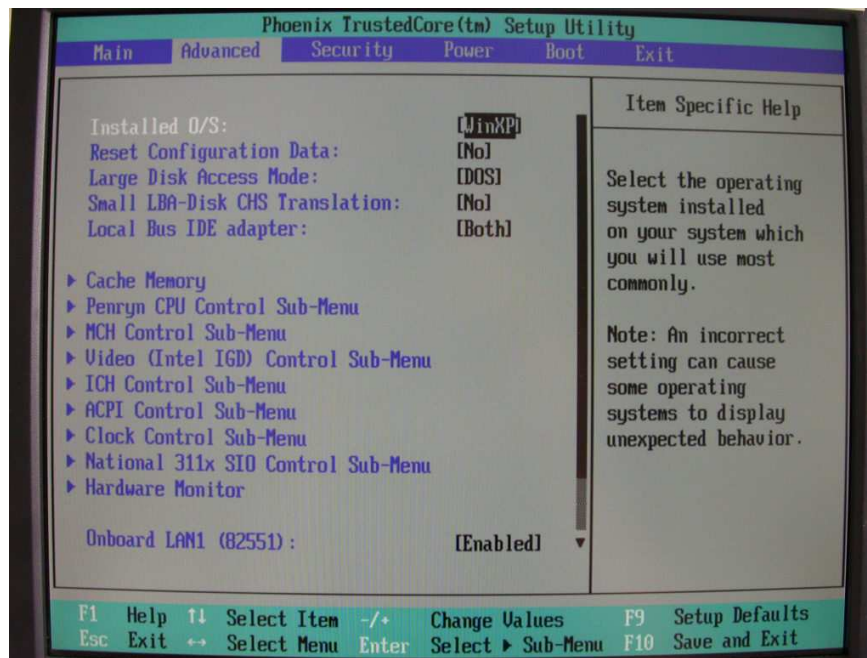 Phoenix TrustedCore(tm) Setup Utility
Main Advanced Security Power Boot Exit
Item Specific Help
Installed O/S: [WinXP]
Reset Configuration Data: [No]
Large Disk Access Mode: [DOS]
Small LBA-Disk CHS Translation: [No]
Local Bus IDE adapter: [Both]
▶ Cache Memory
▶ Penryn CPU Control Sub-Menu
▶ MCH Control Sub-Menu
▶ Video (Intel IGD) Control Sub-Menu
▶ ICH Control Sub-Menu
▶ ACPI Control Sub-Menu
▶ Clock Control Sub-Menu
▶ National 311x SIO Control Sub-Menu
▶ Hardware Monitor
Onboard LAN1 (82551): [Enabled]
Select the operating
system installed
on your system which
you will use most
commonly.
Note: An incorrect
setting can cause
some operating
systems to display
unexpected behavior.
F1 Help ↑↓ Select Item -/+ Change Values F9 Setup Defaults
Esc Exit ↔ Select Menu Enter Select ▶ Sub-Menu F10 Save and Exit